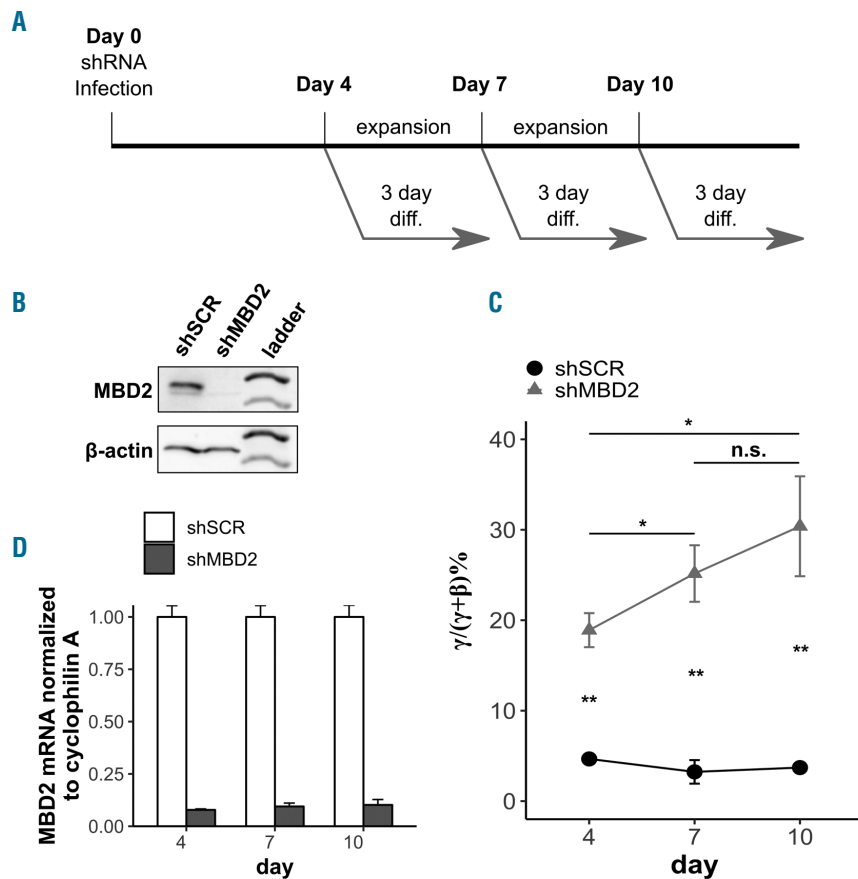 A
Day 0
shRNA
Infection
Day 4
Day 7
Day 10
expansion
expansion
3 day
diff.
3 day
diff.
3 day
diff.
B
shSCR
shMBD2
ladder
MBD2
β-actin
C
shSCR
shMBD2
*
n.s.
*
**
**
**
40
30
20
10
0
γ/(γ+β)%
4
7
10
day
D
shSCR
shMBD2
MBD2 mRNA normalized
to cyclophilin A
1.00
0.75
0.50
0.25
0.00
4
7
10
day